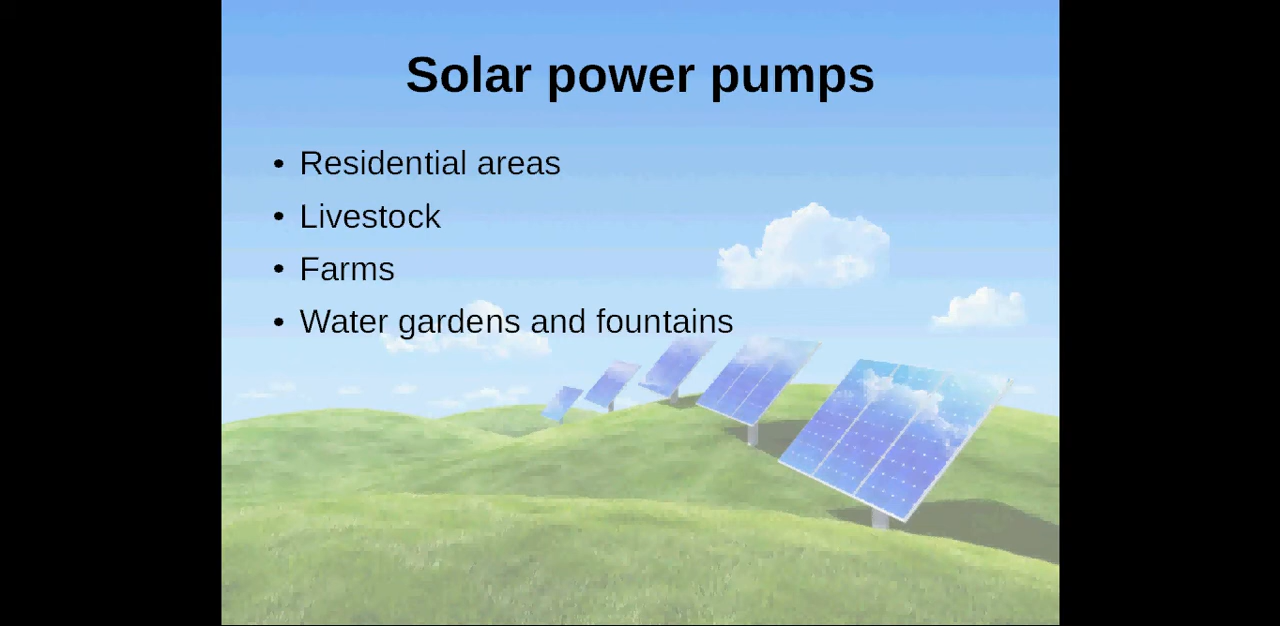 Solar power pumps
• Residential areas
• Livestock
• Farms
• Water gardens and fountains